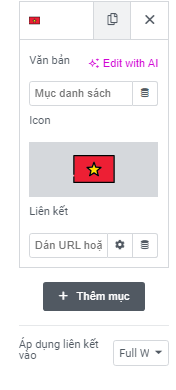 Văn bản
Edit with AI
Mục danh sách
Icon
Liên kết
Dán URL hoặ
Thêm mục
Áp dụng liên kết
vào
Full W